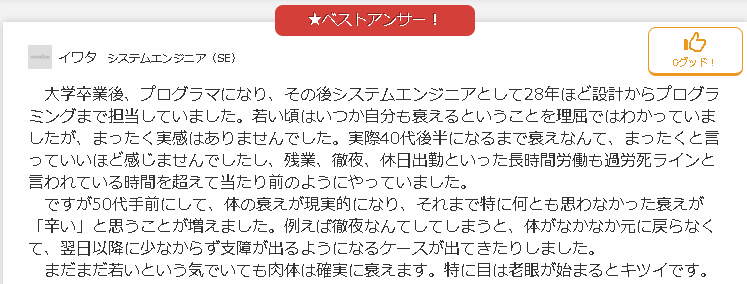 ★ベストアンサー！
イワタ システムエンジニア（SE）
0グッド！
大学卒業後、プログラマになり、その後システムエンジニアとして28年ほど設計からプログラ
ミングまで担当していました。若い頃はいつか自分も衰えるということを理屈ではわかっていま
したが、まったく実感はありませんでした。実際40代後半になるまで衰えなんて、まったくと言
っていいほど感じませんでしたし、残業、徹夜、休日出勤といった長時間労働も過労死ラインと
言われている時間を超えて当たり前のようにやっていました。
ですが50代手前にして、体の衰えが現実的になり、それまで特に何とも思わなかった衰えが
「辛い」と思うことが増えました。例えば徹夜なんてしてしまうと、体がなかなか元に戻らなく
て、翌日以降に少なからず支障が出るようになるケースが出てきたりしました。
まだまだ若いという気でいても肉体は確実に衰えます。特に目は老眼が始まるとキツイです。